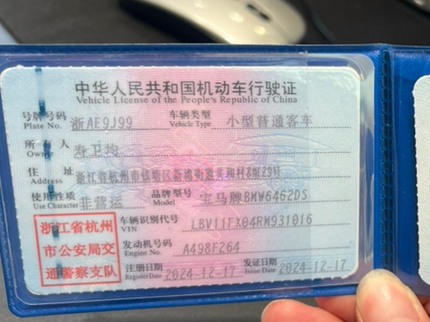 中华人民共和国机动车行驶证
Vehicle License of the People's Republic of China
号牌号码 浙AE9J99 车辆类型 小型普通客车
Plate No. Vehicle Type
所有人
Owner
住址 浙江省杭州市
Address
使用性质 非营运 品牌型号 宝马牌BMW6462DS
Use Character Model
浙江省杭州 车辆识别代号 LBV11FX04RM931016
VIN
市公安局交 发动机号码 A498F264
Engine No.
通警察支队 注册日期 2024-12-17 发证日期 2024-12-17
Register Date Issue Date